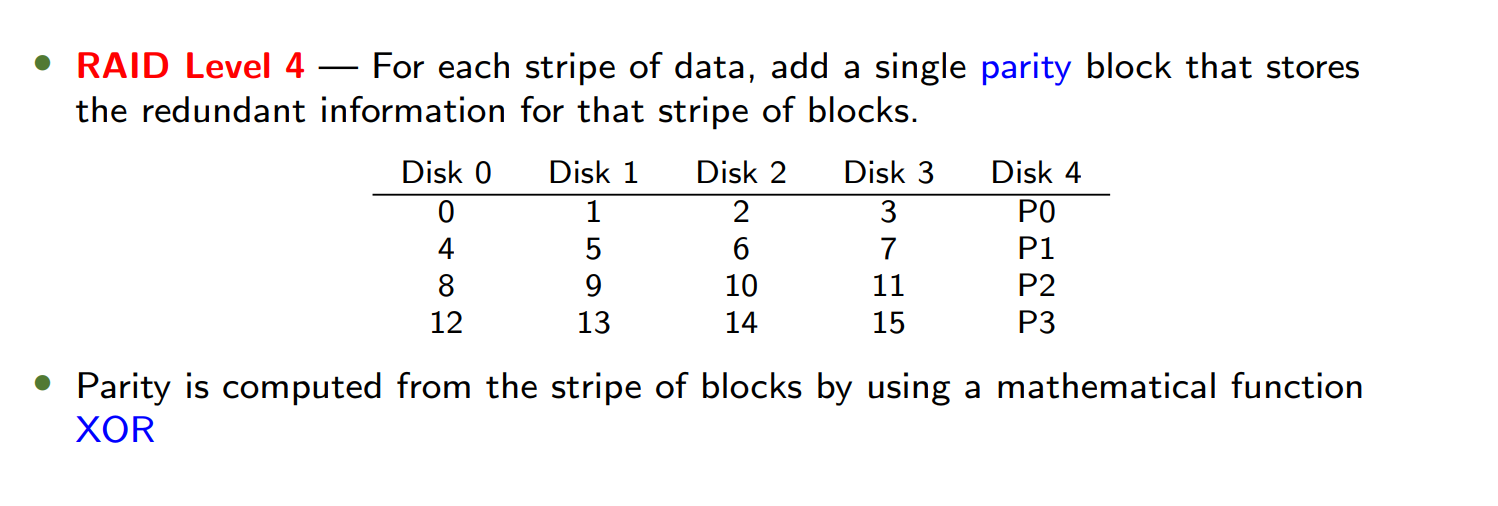 • RAID Level 4 — For each stripe of data, add a single parity block that stores
the redundant information for that stripe of blocks.
Disk 0 Disk 1 Disk 2 Disk 3 Disk 4
0 1 2 3 P0
4 5 6 7 P1
8 9 10 11 P2
12 13 14 15 P3
• Parity is computed from the stripe of blocks by using a mathematical function
XOR